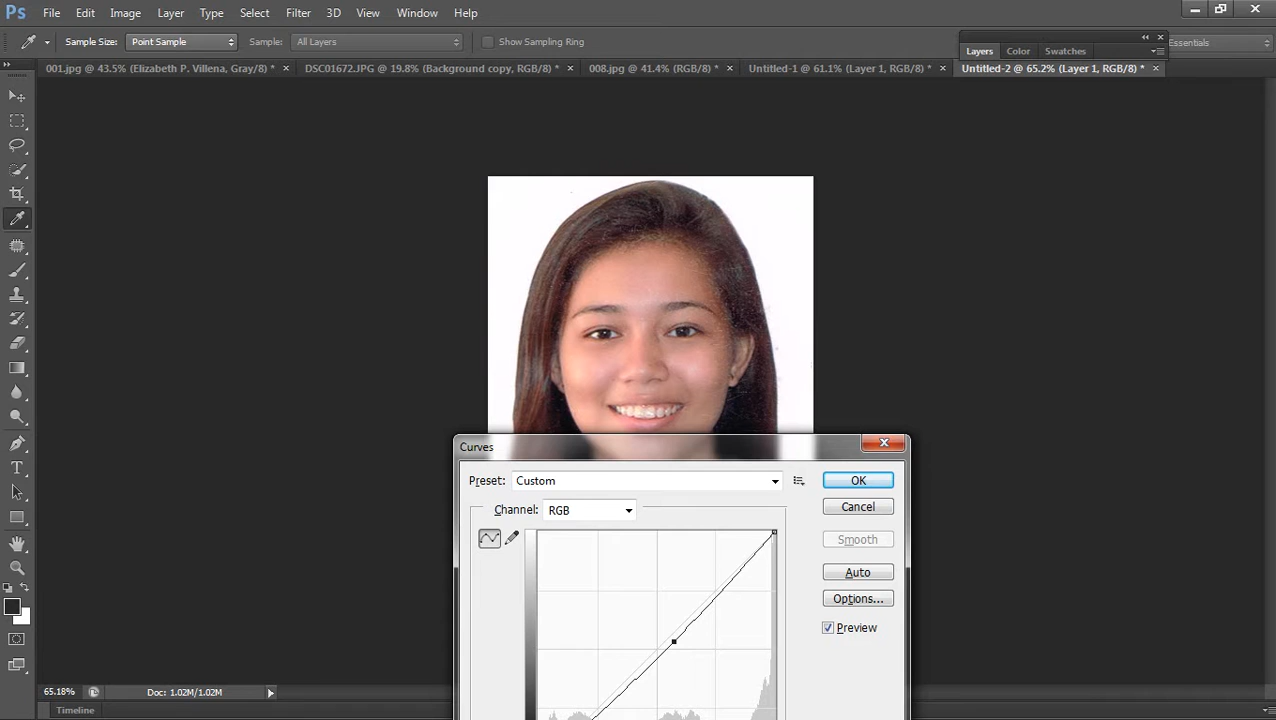 Ps File Edit Image Layer Type Select Filter 3D View Window Help
Sample Size: Point Sample Sample: All Layers Show Sampling Ring
Layers Color Swatches Essentials
001.jpg @ 43.5% (Elizabeth P. Villena, Gray/8) * × DSC01672.JPG @ 19.8% (Background copy, RGB/8) * × 008.jpg @ 41.4% (RGB/8) * × Untitled-1 @ 61.1% (Layer 1, RGB/8) * × Untitled-2 @ 65.2% (Layer 1, RGB/8) * ×
Curves
Preset: Custom OK
Channel: RGB Cancel
Smooth
Auto
Options...
Preview
65.18% Doc: 1.02M/1.02M
Timeline